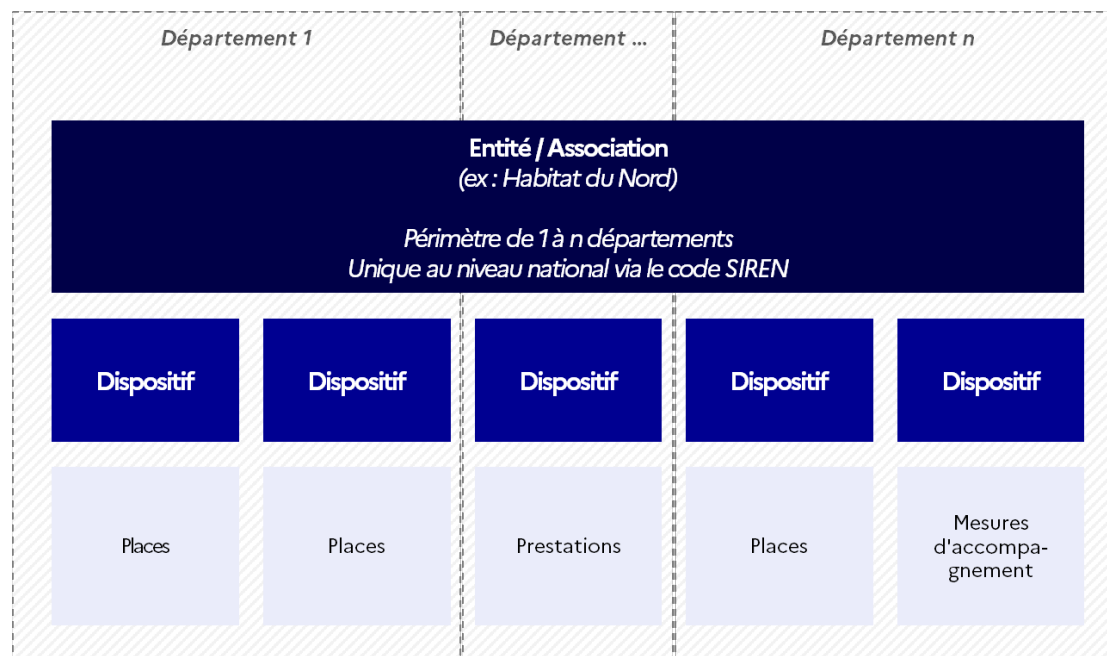 Département 1
Département ...
Département n
Entité / Association
(ex : Habitat du Nord)
Périmètre de 1 à n départements
Unique au niveau national via le code SIREN
Dispositif
Dispositif
Dispositif
Dispositif
Dispositif
Places
Places
Prestations
Places
Mesures
d'accompa-
gnement